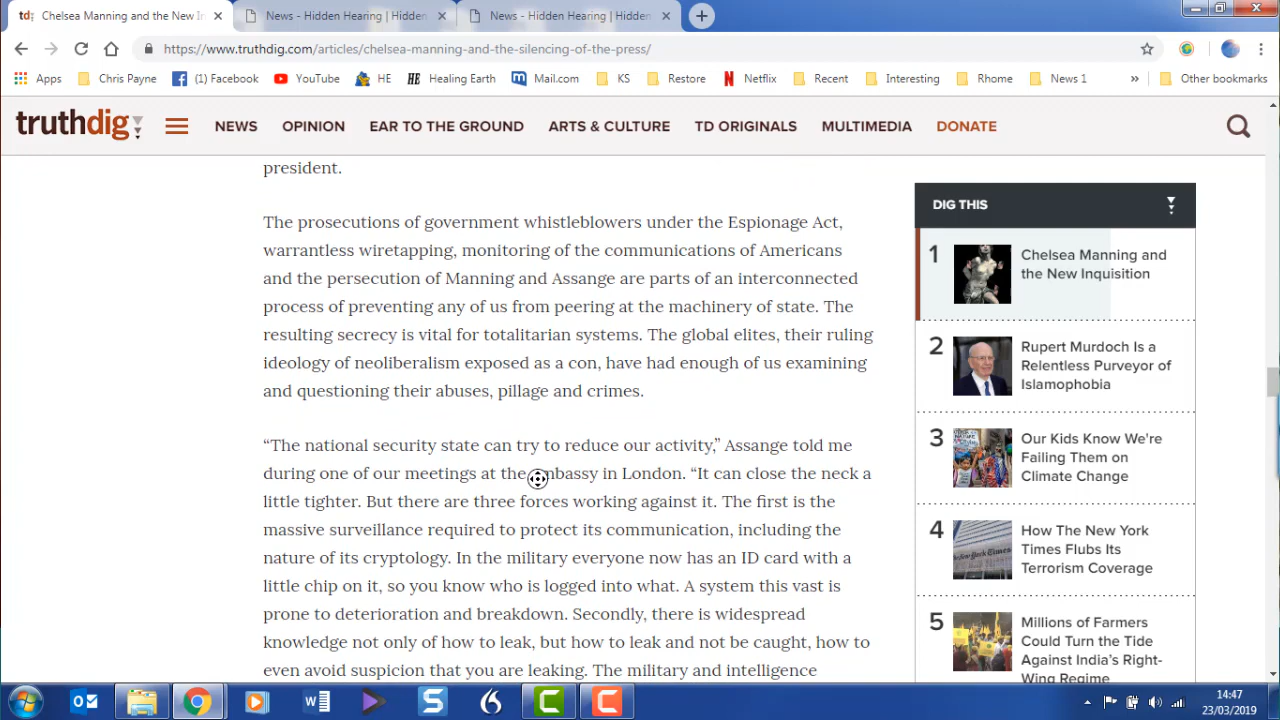 Chelsea Manning and the New In
News - Hidden Hearing | Hidden
News - Hidden Hearing | Hidden
https://www.truthdig.com/articles/chelsea-manning-and-the-silencing-of-the-press/
Apps
Chris Payne
(1) Facebook
YouTube
HE
Healing Earth
Mail.com
KS
Restore
Netflix
Recent
Interesting
Rhome
News 1
»
Other bookmarks
truthdig
NEWS
OPINION
EAR TO THE GROUND
ARTS & CULTURE
TD ORIGINALS
MULTIMEDIA
DONATE
president.
The prosecutions of government whistleblowers under the Espionage Act,
warrantless wiretapping, monitoring of the communications of Americans
and the persecution of Manning and Assange are parts of an interconnected
process of preventing any of us from peering at the machinery of state. The
resulting secrecy is vital for totalitarian systems. The global elites, their ruling
ideology of neoliberalism exposed as a con, have had enough of us examining
and questioning their abuses, pillage and crimes.
“The national security state can try to reduce our activity,” Assange told me
during one of our meetings at the embassy in London. “It can close the neck a
little tighter. But there are three forces working against it. The first is the
massive surveillance required to protect its communication, including the
nature of its cryptology. In the military everyone now has an ID card with a
little chip on it, so you know who is logged into what. A system this vast is
prone to deterioration and breakdown. Secondly, there is widespread
knowledge not only of how to leak, but how to leak and not be caught, how to
even avoid suspicion that you are leaking. The military and intelligence
DIG THIS
1
Chelsea Manning and
the New Inquisition
2
Rupert Murdoch Is a
Relentless Purveyor of
Islamophobia
3
Our Kids Know We're
Failing Them on
Climate Change
4
How The New York
Times Flubs Its
Terrorism Coverage
5
Millions of Farmers
Could Turn the Tide
Against India's Right-
Wing Regime
14:47
23/03/2019